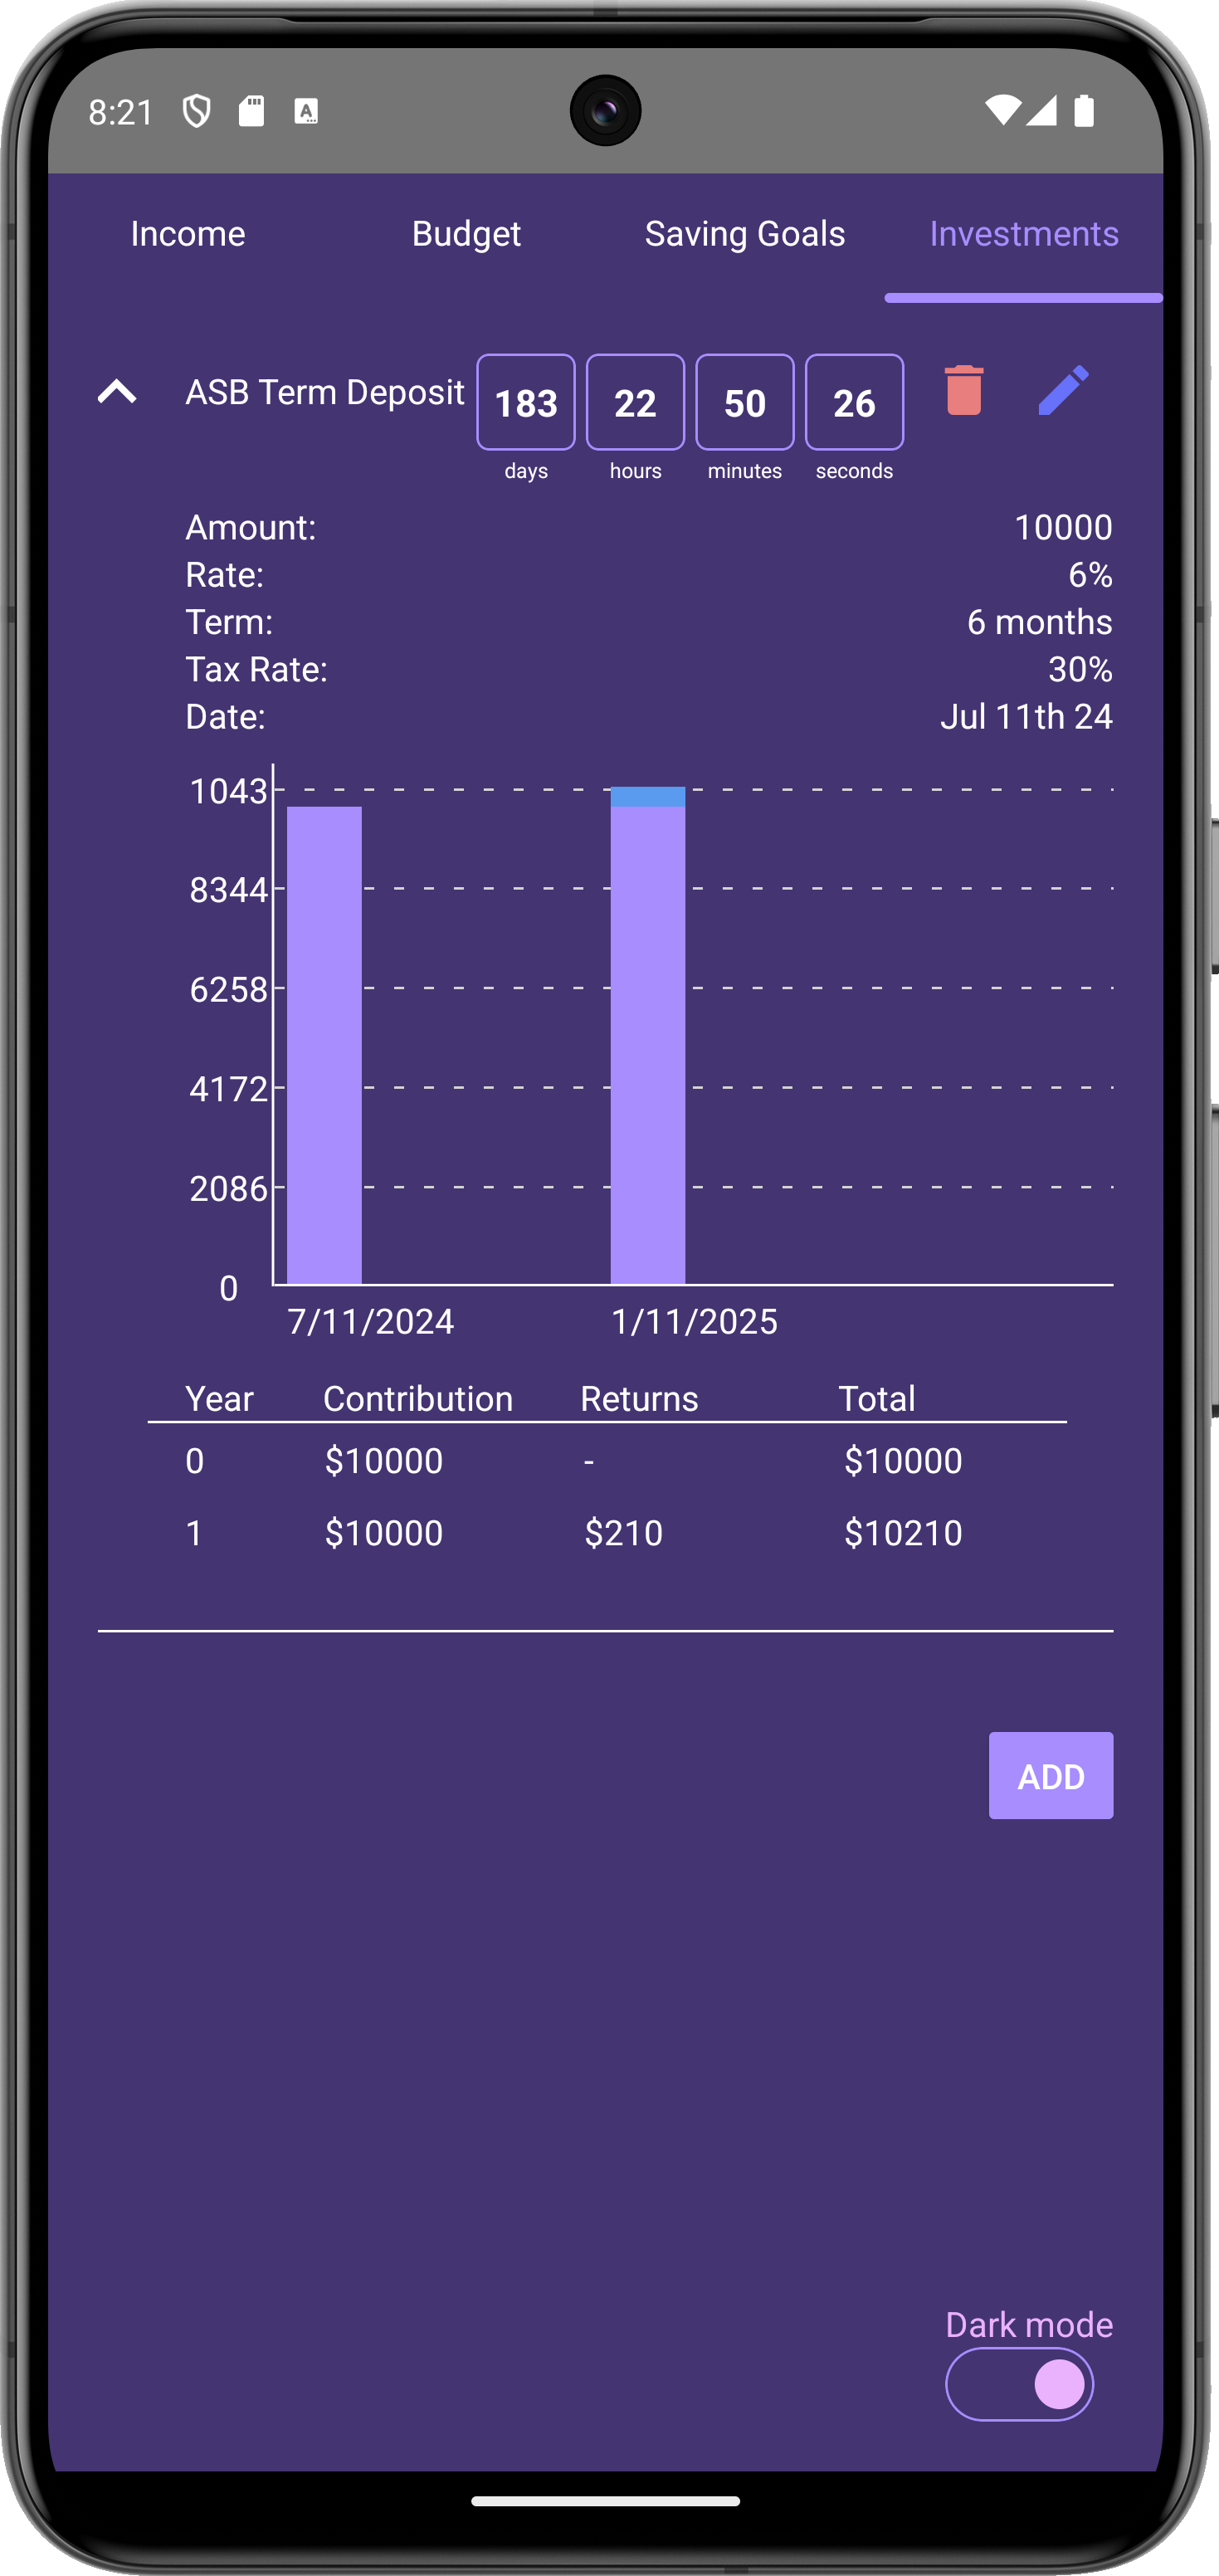 8:21
Income Budget Saving Goals Investments
ASB Term Deposit 183 22 50 26
days hours minutes seconds
Amount: 10000
Rate: 6%
Term: 6 months
Tax Rate: 30%
Date: Jul 11th 24
1043
8344
6258
4172
2086
0
7/11/2024 1/11/2025
Year Contribution Returns Total
0 $10000 - $10000
1 $10000 $210 $10210
ADD
Dark mode